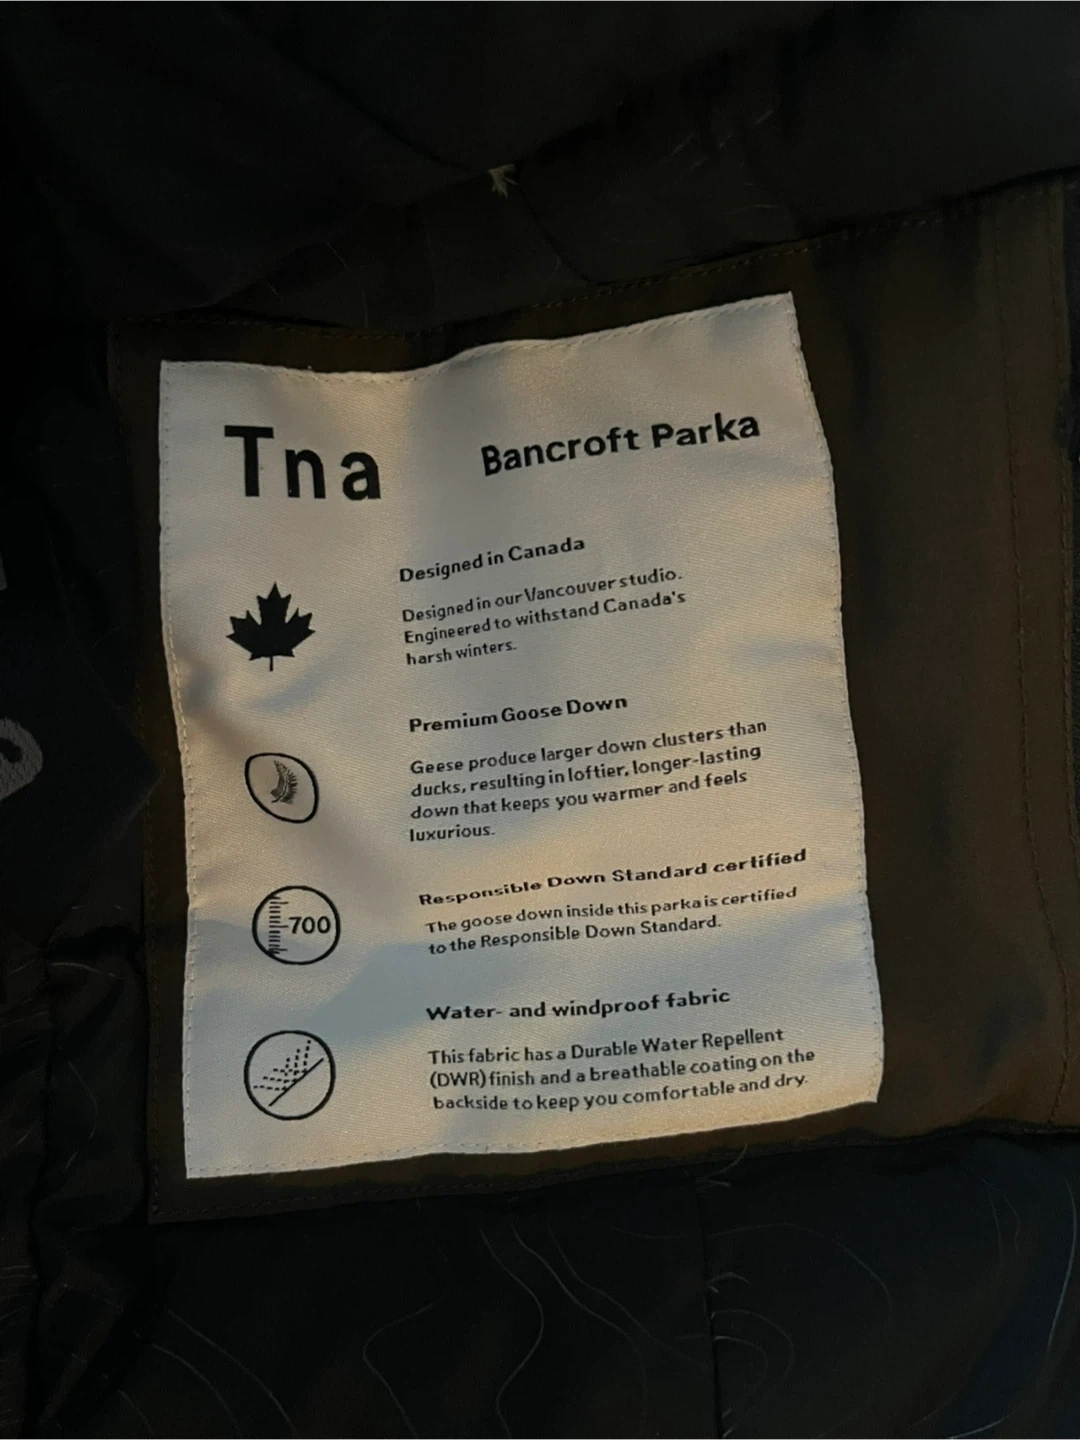 Tna
Bancroft Parka
Designed in Canada
Designed in our Vancouver studio.
Engineered to withstand Canada's
harsh winters.
Premium Goose Down
Geese produce larger down clusters than
ducks, resulting in loftier, longer-lasting
down that keeps you warmer and feels
luxurious.
700
Responsible Down Standard certified
The goose down inside this parka is certified
to the Responsible Down Standard.
Water- and windproof fabric
This fabric has a Durable Water Repellent
(DWR) finish and a breathable coating on the
backside to keep you comfortable and dry.